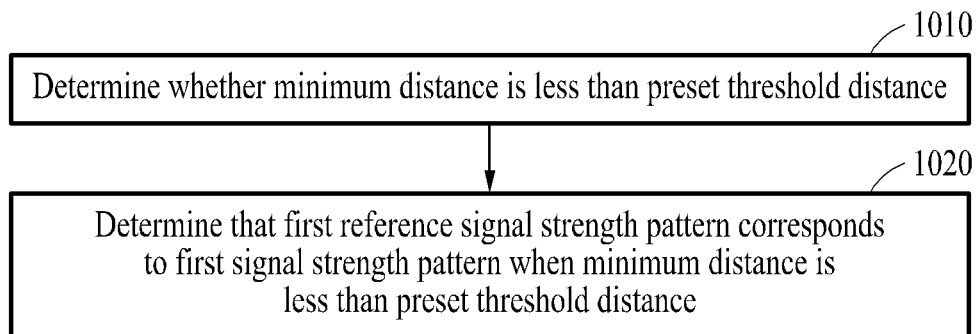 1010
Determine whether minimum distance is less than preset threshold distance
1020
Determine that first reference signal strength pattern corresponds
to first signal strength pattern when minimum distance is
less than preset threshold distance